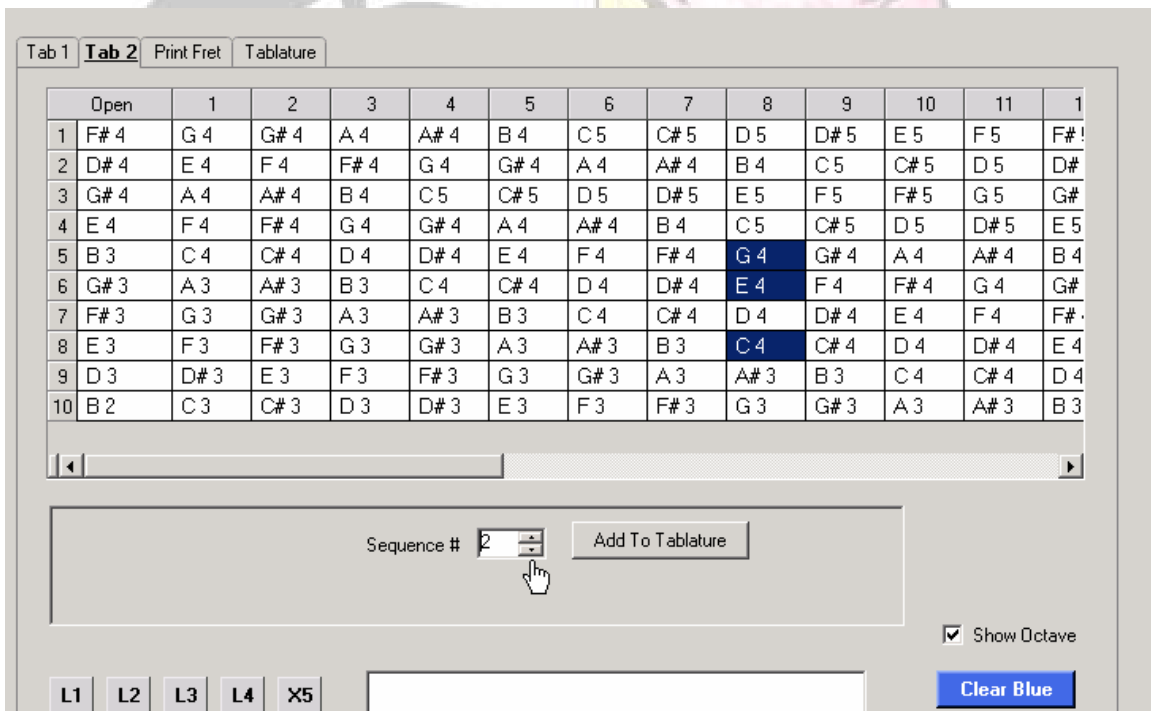 Tab 1 Tab 2 Print Fret Tablature
Open 1 2 3 4 5 6 7 8 9 10 11 1
1 F# 4 G 4 G# 4 A 4 A# 4 B 4 C 5 C# 5 D 5 D# 5 E 5 F 5 F# 5
2 D# 4 E 4 F 4 F# 4 G 4 G# 4 A 4 A# 4 B 4 C 5 C# 5 D 5 D#
3 G# 4 A 4 A# 4 B 4 C 5 C# 5 D 5 D# 5 E 5 F 5 F# 5 G 5 G#
4 E 4 F 4 F# 4 G 4 G# 4 A 4 A# 4 B 4 C 5 C# 5 D 5 D# 5 E 5
5 B 3 C 4 C# 4 D 4 D# 4 E 4 F 4 F# 4 G 4 G# 4 A 4 A# 4 B 4
6 G# 3 A 3 A# 3 B 3 C 4 C# 4 D 4 D# 4 E 4 F 4 F# 4 G 4 G#
7 F# 3 G 3 G# 3 A 3 A# 3 B 3 C 4 C# 4 D 4 D# 4 E 4 F 4 F#
8 E 3 F 3 F# 3 G 3 G# 3 A 3 A# 3 B 3 C 4 C# 4 D 4 D# 4 E 4
9 D 3 D# 3 E 3 F 3 F# 3 G 3 G# 3 A 3 A# 3 B 3 C 4 C# 4 D 4
10 B 2 C 3 C# 3 D 3 D# 3 E 3 F 3 F# 3 G 3 G# 3 A 3 A# 3 B 3
Sequence # 2 Add To Tablature
Show Octave
L1 L2 L3 L4 X5 Clear Blue